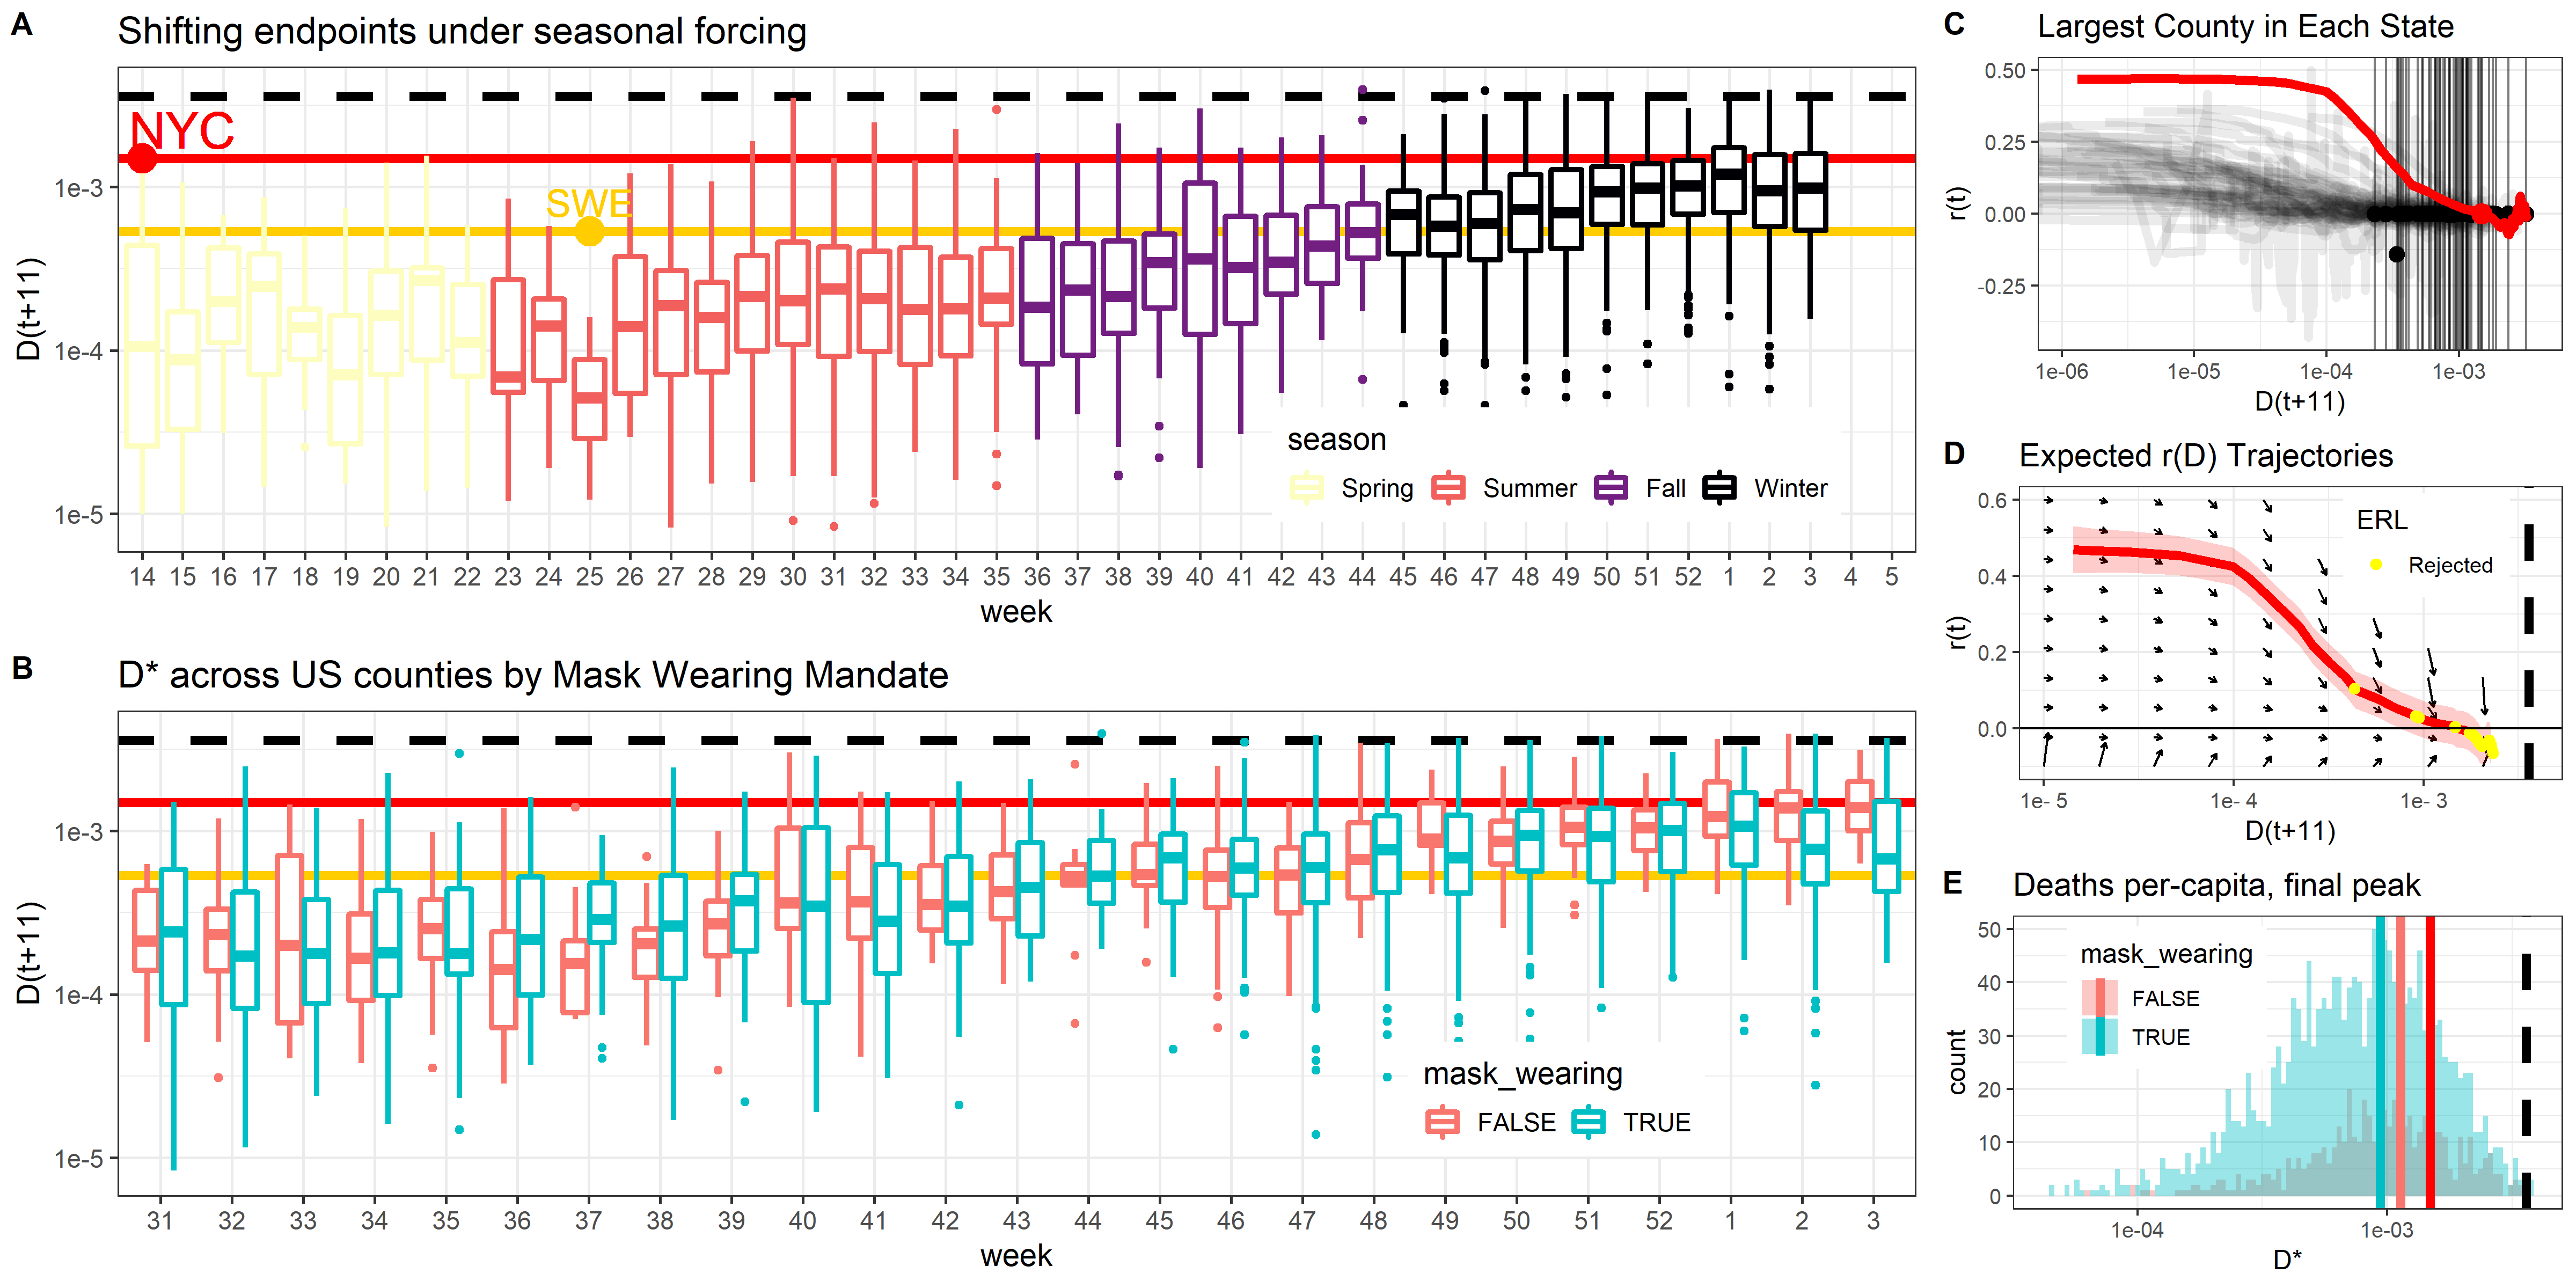 A
Shifting endpoints under seasonal forcing
NYC
SWE
1e-3
1e-4
1e-5
D(t+11)
season
Spring
Summer
Fall
Winter
14 15 16 17 18 19 20 21 22 23 24 25 26 27 28 29 30 31 32 33 34 35 36 37 38 39 40 41 42 43 44 45 46 47 48 49 50 51 52 1 2 3 4 5
week
B
D* across US counties by Mask Wearing Mandate
1e-3
1e-4
1e-5
D(t+11)
mask_wearing
FALSE
TRUE
31 32 33 34 35 36 37 38 39 40 41 42 43 44 45 46 47 48 49 50 51 52 1 2 3
week
C
Largest County in Each State
0.50
0.25
0.00
-0.25
r(t)
1e-06 1e-05 1e-04 1e-03
D(t+11)
D
Expected r(D) Trajectories
0.6
0.4
0.2
0.0
r(t)
ERL
Rejected
1e- 5 1e- 4 1e- 3
D(t+11)
E
Deaths per-capita, final peak
50
40
30
20
10
0
count
mask_wearing
FALSE
TRUE
1e-04 1e-03
D*